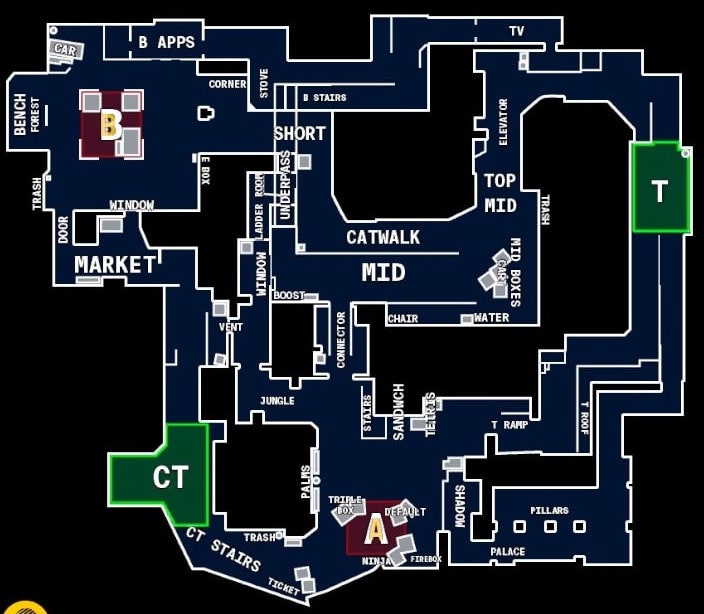 TV
CAR
B APPS
CORNER
STOVE
B STAIRS
BENCH
FOREST
B
SHORT
ELEVATOR
T
E BOX
TRASH
WINDOW
DOOR
MARKET
LADDER ROOM
UNDERPASS
TOP
MID
TRASH
CATWALK
WINDOW
MID
MID BOXES
CART
BOOST
CHAIR
WATER
VENT
CONNECTOR
JUNGLE
STAIRS
SANDWCH
TETRIS
T RAMP
T ROOF
CT
PALMS
TRIPLE
BOX
DEFAULT
A
SHADOW
PILLARS
PALACE
CT STAIRS
TRASH
NINJA
FIREBOX
TICKET